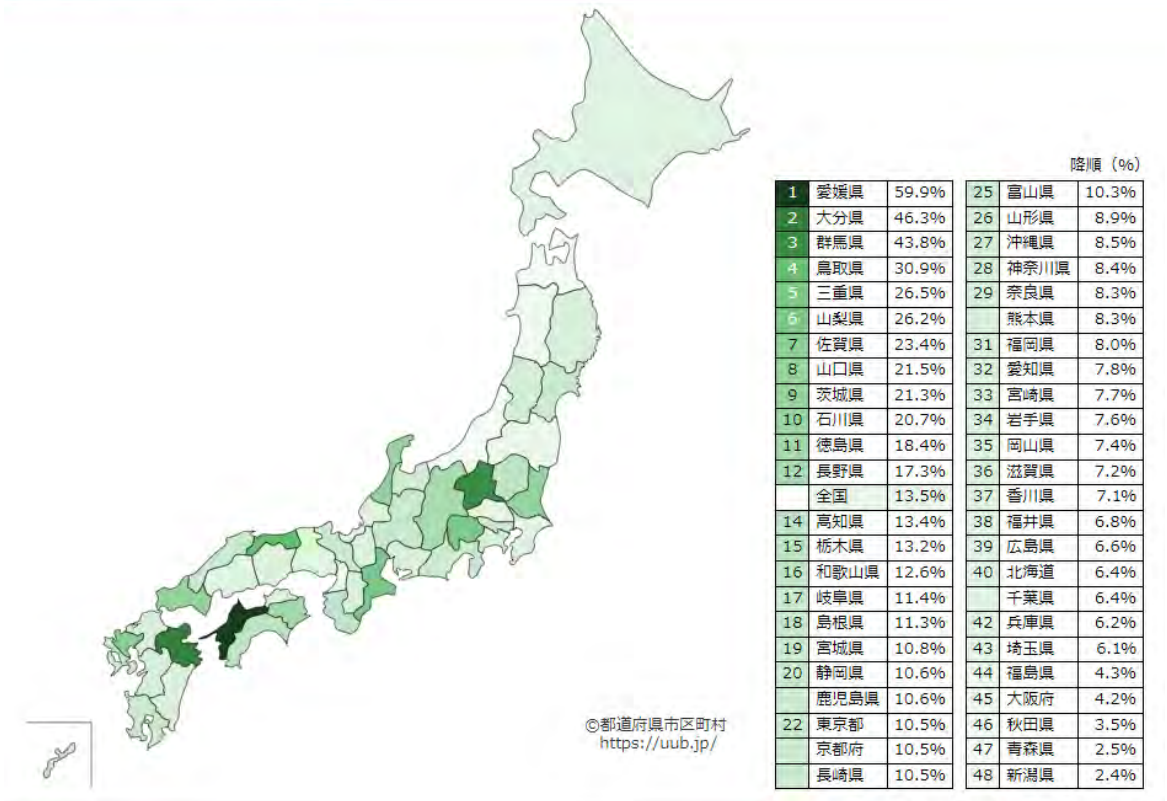 降順（%）
1 愛媛県 59.9%
2 大分県 46.3%
3 群馬県 43.8%
4 鳥取県 30.9%
5 三重県 26.5%
6 山梨県 26.2%
7 佐賀県 23.4%
8 山口県 21.5%
9 茨城県 21.3%
10 石川県 20.7%
11 徳島県 18.4%
12 長野県 17.3%
全国 13.5%
14 高知県 13.4%
15 栃木県 13.2%
16 和歌山県 12.6%
17 岐阜県 11.4%
18 島根県 11.3%
19 宮城県 10.8%
20 静岡県 10.6%
鹿児島県 10.6%
22 東京都 10.5%
京都府 10.5%
長崎県 10.5%
25 富山県 10.3%
26 山形県 8.9%
27 沖縄県 8.5%
28 神奈川県 8.4%
29 奈良県 8.3%
熊本県 8.3%
31 福岡県 8.0%
32 愛知県 7.8%
33 宮崎県 7.7%
34 岩手県 7.6%
35 岡山県 7.4%
36 滋賀県 7.2%
37 香川県 7.1%
38 福井県 6.8%
39 広島県 6.6%
40 北海道 6.4%
千葉県 6.4%
42 兵庫県 6.2%
43 埼玉県 6.1%
44 福島県 4.3%
45 大阪府 4.2%
46 秋田県 3.5%
47 青森県 2.5%
48 新潟県 2.4%
©都道府県市区町村
https://uub.jp/